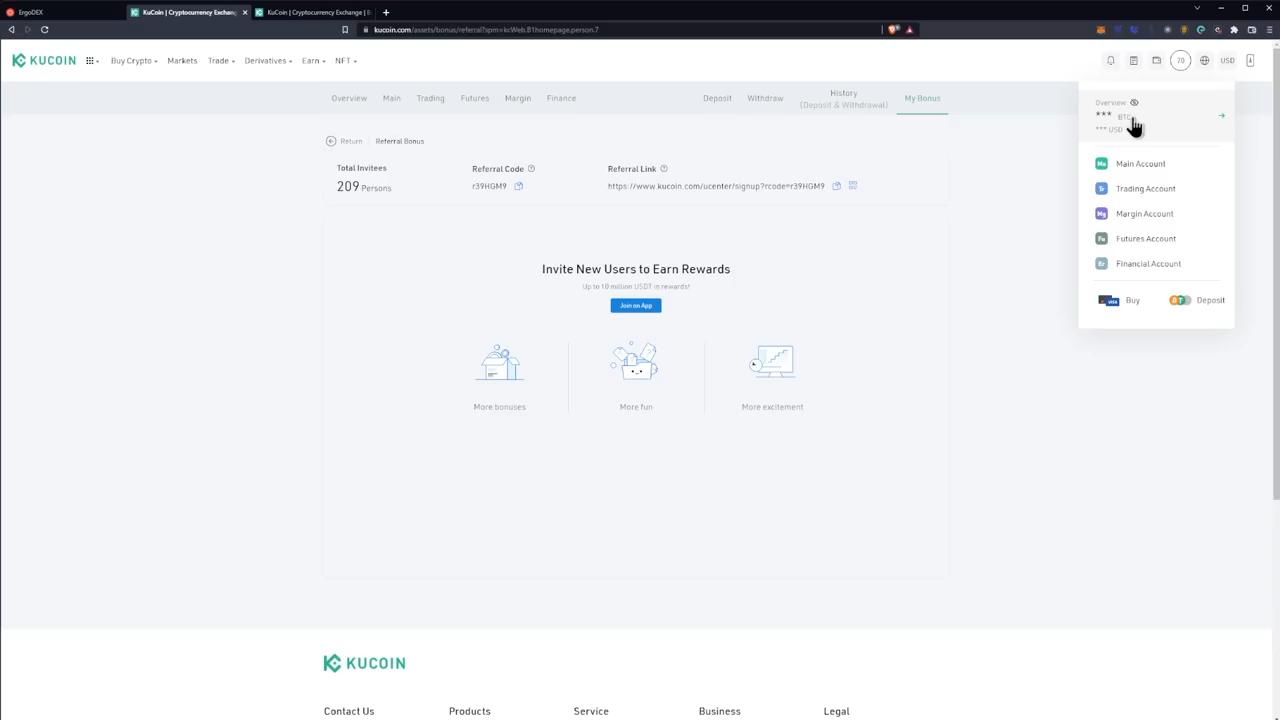 ErgoDEX
KuCoin | Cryptocurrency Exchang
KuCoin | Cryptocurrency Exchange | B
kucoin.com/assets/bonus/referral?spm=kcWeb.B1homepage.person.7
KUCOIN
Buy Crypto
Markets
Trade
Derivatives
Earn
NFT
70
USD
Overview
Main
Trading
Futures
Margin
Finance
Deposit
Withdraw
History
(Deposit & Withdrawal)
My Bonus
Overview
*** BTC
*** USD
Main Account
Trading Account
Margin Account
Futures Account
Financial Account
Buy
Deposit
Return
Referral Bonus
Total Invitees
209 Persons
Referral Code
r39HGM9
Referral Link
https://www.kucoin.com/ucenter/signup?rcode=r39HGM9
Invite New Users to Earn Rewards
Up to 10 million USDT in rewards!
Join on App
More bonuses
More fun
More excitement
KUCOIN
Contact Us
Products
Service
Business
Legal